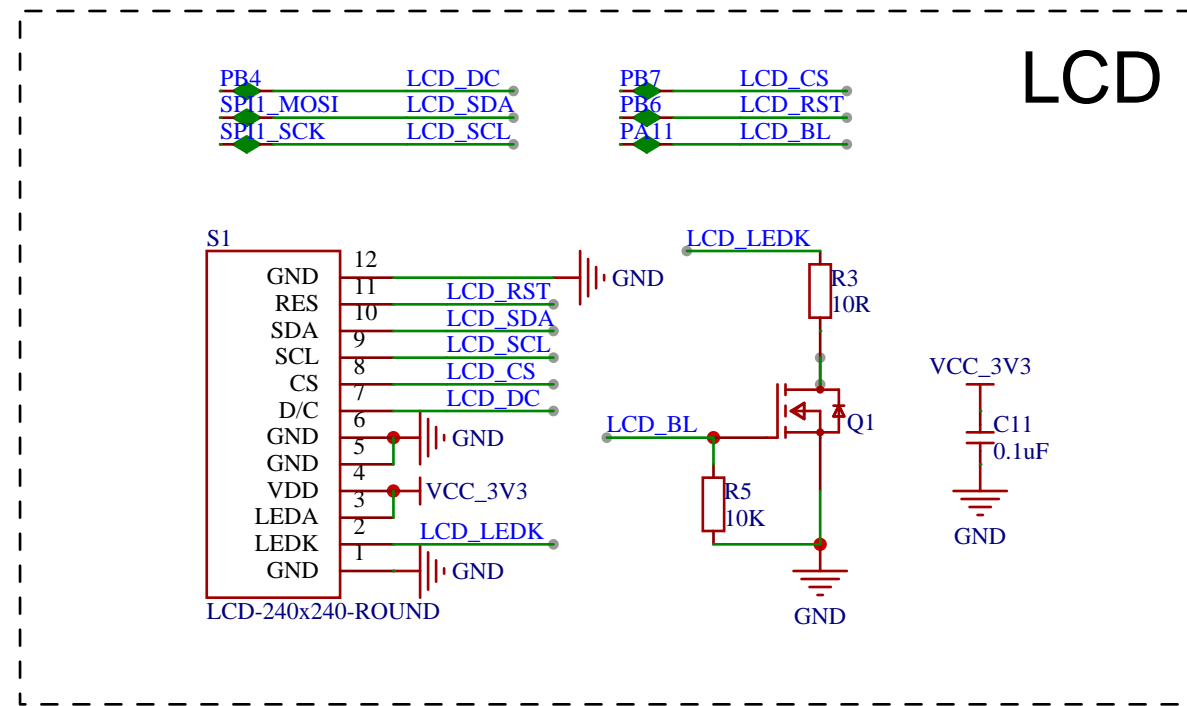 LCD
PB4 LCD_DC
SPI1_MOSI LCD_SDA
SPI1_SCK LCD_SCL
PB7 LCD_CS
PB6 LCD_RST
PA11 LCD_BL
S1
GND 12 GND
RES 11 LCD_RST
SDA 10 LCD_SDA
SCL 9 LCD_SCL
CS 8 LCD_CS
D/C 7 LCD_DC
GND 6 GND
GND 5
VDD 4 VCC_3V3
LEDA 3
LEDK 2 LCD_LEDK
GND 1 GND
LCD-240x240-ROUND
LCD_LEDK
R3
10R
LCD_BL
Q1
R5
10K
GND
VCC_3V3
C11
0.1uF
GND